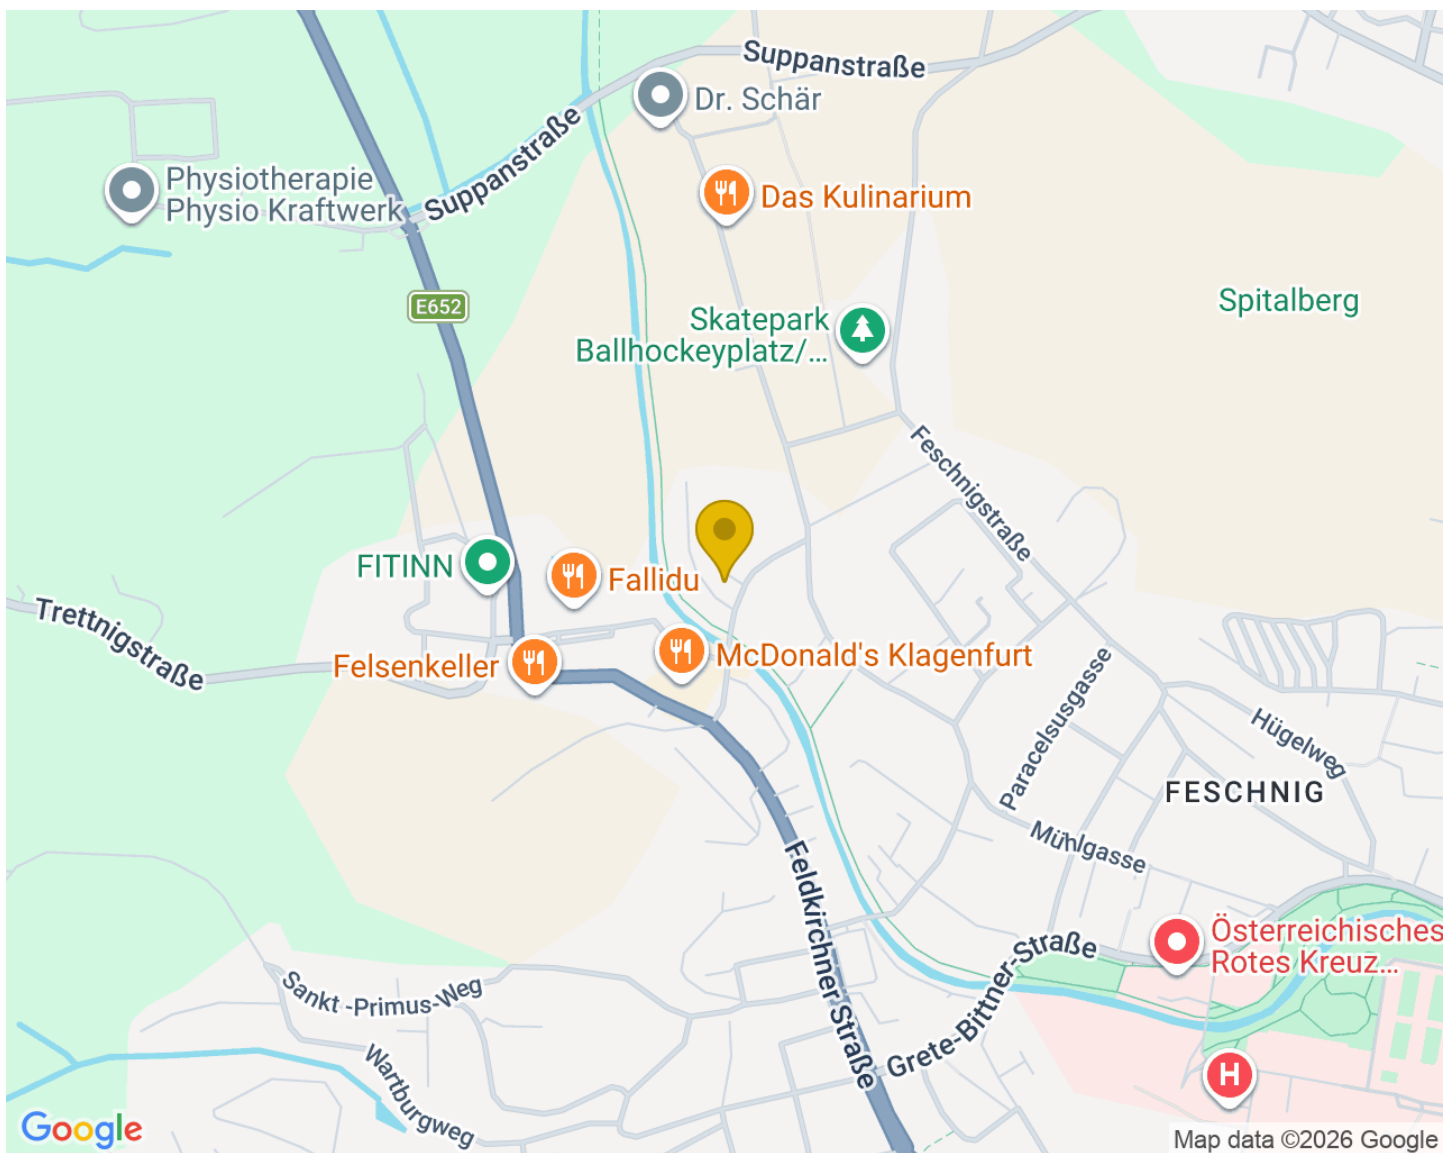 Suppanstraße
Dr. Schär
Suppanstraße
Physiotherapie
Physio Kraftwerk
Das Kulinarium
E652
Skatepark
Ballhockeyplatz/...
Spitalberg
Feschnigstraße
FITINN
Fallidu
Trettnigstraße
Felsenkeller
McDonald's Klagenfurt
Paracelsusgasse
Hügelweg
FESCHNIG
Mühlgasse
Feldkirchner Straße
Österreichisches
Rotes Kreuz...
Grete-Bittner-Straße
Sankt -Primus-Weg
Wartburgweg
H
Google
Map data ©2026 Google